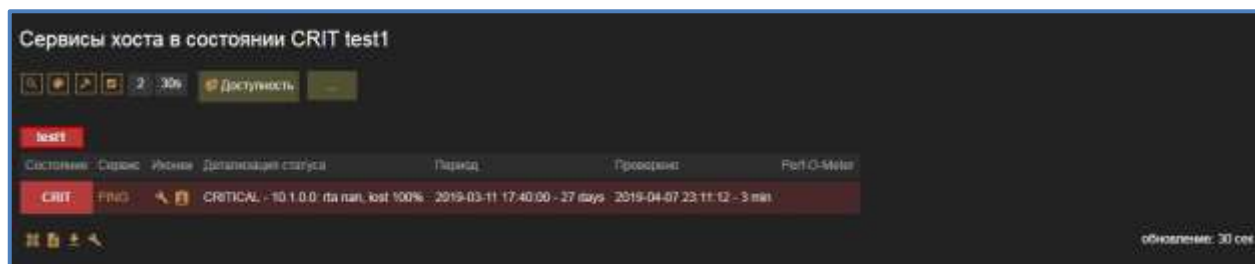 Сервисы хоста в состоянии CRIT test1
2 30s Доступность ...
test1
Состояние Сервис Иконки Детализация статуса Период Проверено Perf-O-Meter
CRIT PING CRITICAL - 10.1.0.0: rta nan, lost 100% 2019-03-11 17:40:00 - 27 days 2019-04-07 23:11:12 - 3 min
обновление: 30 сек